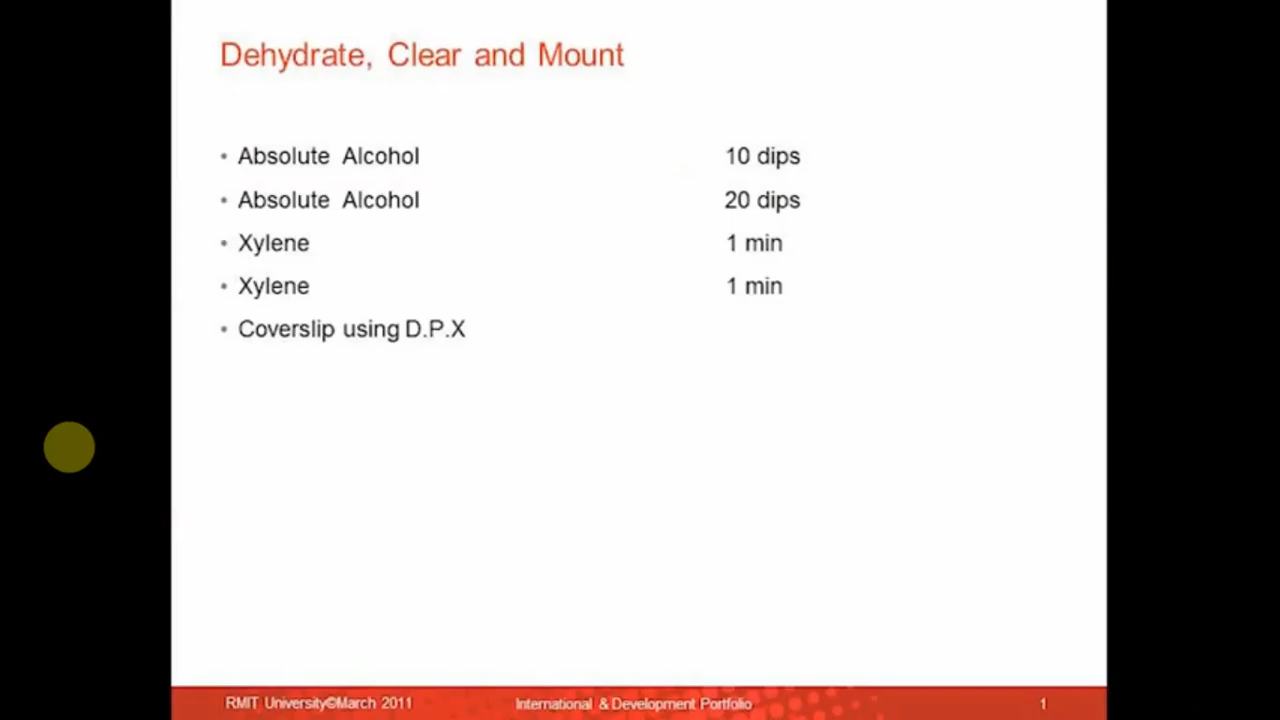 Dehydrate, Clear and Mount
• Absolute Alcohol 10 dips
• Absolute Alcohol 20 dips
• Xylene 1 min
• Xylene 1 min
• Coverslip using D.P.X
RMIT University©March 2011 International & Development Portfolio 1